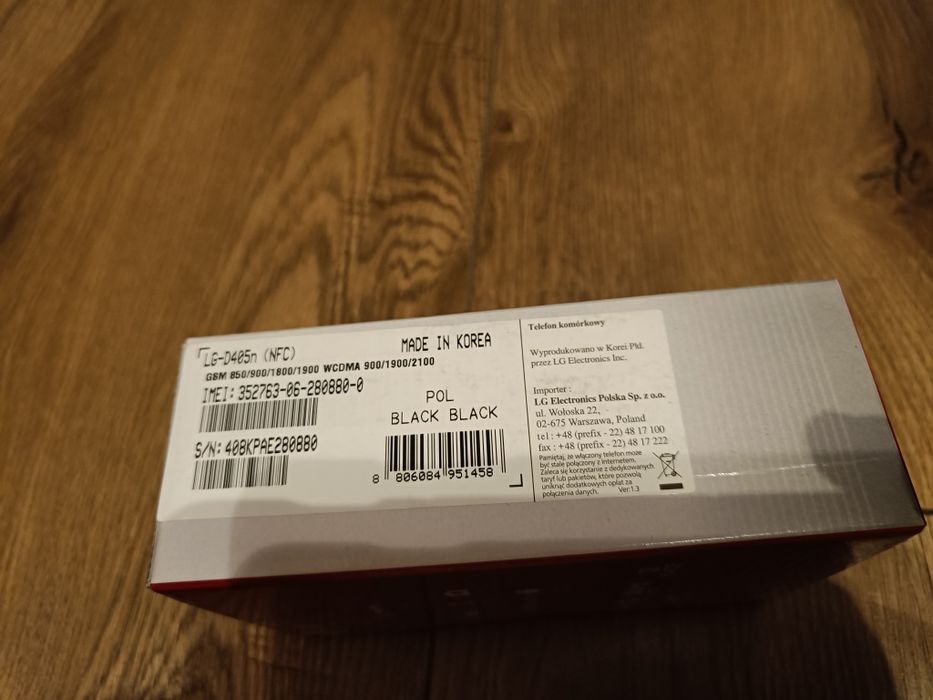 LG-D405n (NFC)
MADE IN KOREA
GSM 850/900/1800/1900 WCDMA 900/1900/2100
IMEI: 352763-06-280880-0
POL
BLACK BLACK
S/N: 408KPAE280880
8 806084 951458
Telefon komórkowy
Wyprodukowano w Korei Płd.
przez LG Electronics Inc.
Importer :
LG Electronics Polska Sp. z o.o.
ul. Wołoska 22,
02-675 Warszawa, Poland
tel : +48 (prefix - 22) 48 17 100
fax : +48 (prefix - 22) 48 17 222
Pamiętaj, że włączony telefon może
być stale połączony z internetem.
Zaleca się korzystanie z dedykowanych
taryf lub pakietów, które pozwolą
uniknąć dodatkowych opłat za
połączenia danych. Ver:1.3